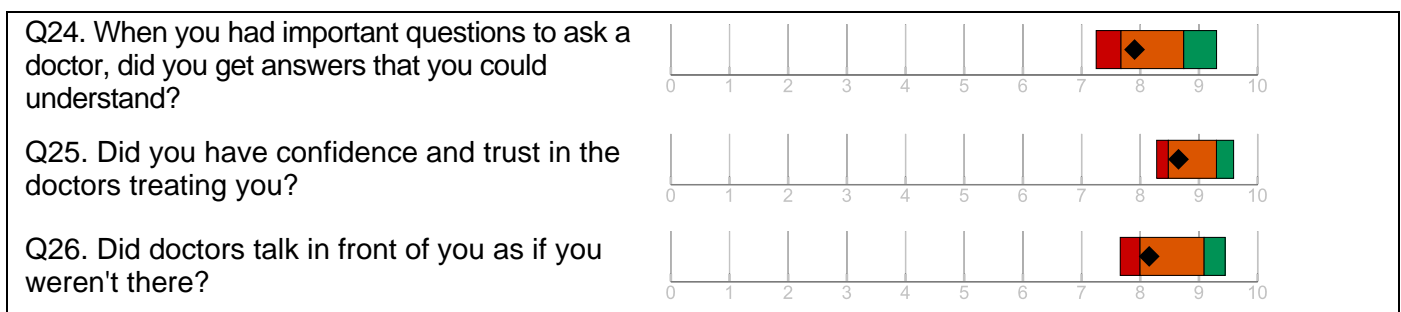 Q24. When you had important questions to ask a
doctor, did you get answers that you could
understand?
0 1 2 3 4 5 6 7 8 9 10
Q25. Did you have confidence and trust in the
doctors treating you?
0 1 2 3 4 5 6 7 8 9 10
Q26. Did doctors talk in front of you as if you
weren't there?
0 1 2 3 4 5 6 7 8 9 10